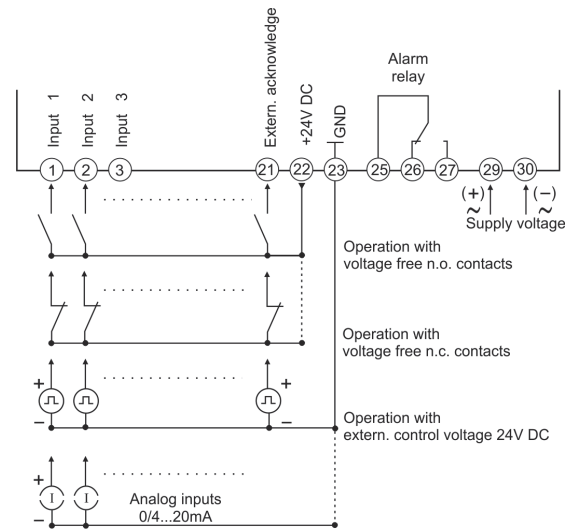 Input 1
Input 2
Input 3
Extern. acknowledge
+24V DC
GND
Alarm
relay
1
2
3
21
22
23
25
26
27
29
30
(+)
~
(−)
~
Supply voltage
Operation with
voltage free n.o. contacts
Operation with
voltage free n.c. contacts
+
+
−
−
Operation with
extern. control voltage 24V DC
+
I
I
−
Analog inputs
0/4...20mA